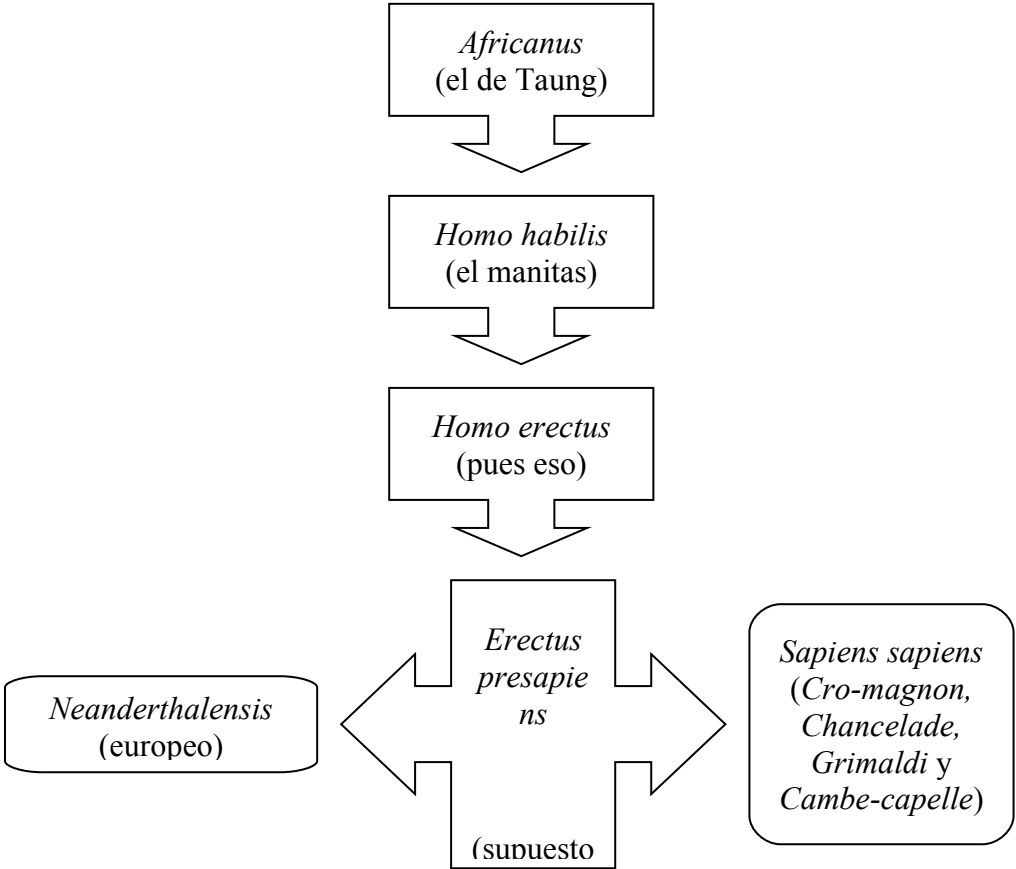 Africanus
(el de Taung)
Homo habilis
(el manitas)
Homo erectus
(pues eso)
Erectus
presapie
ns
(supuesto
Neanderthalensis
(europeo)
Sapiens sapiens
(Cro-magnon,
Chancelade,
Grimaldi y
Cambe-capelle)